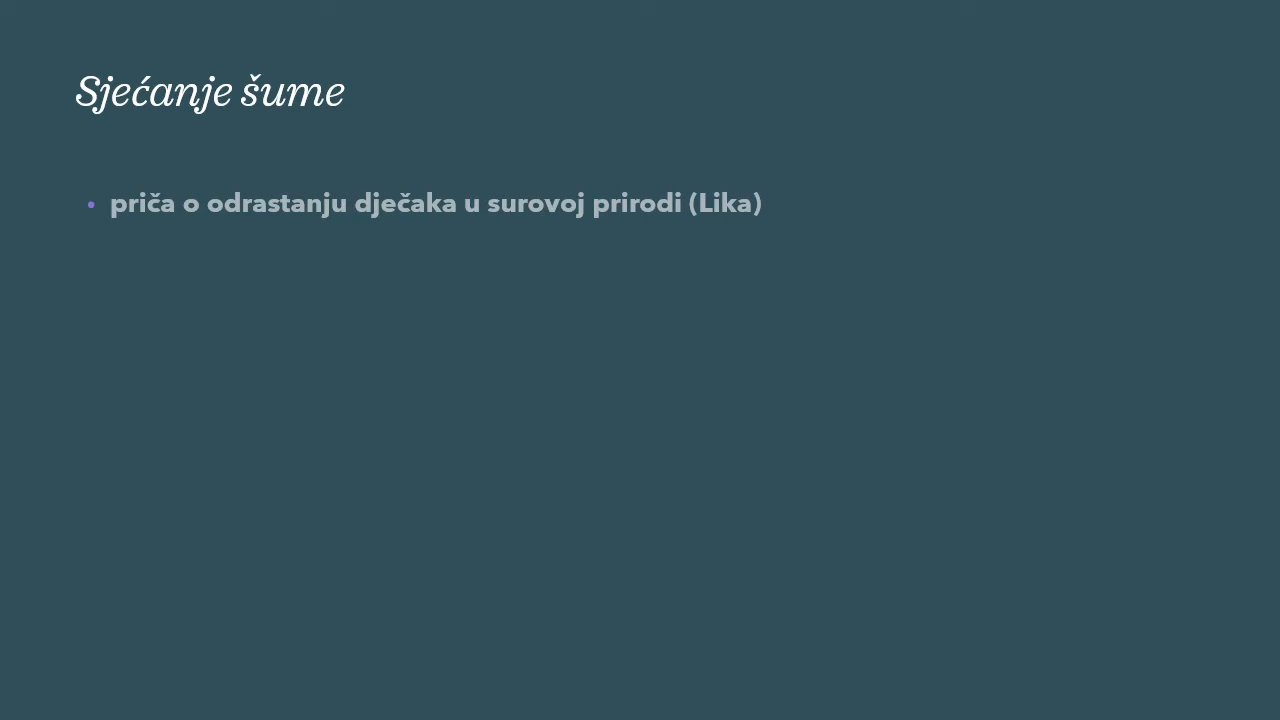 Sjećanje šume
• priča o odrastanju dječaka u surovoj prirodi (Lika)